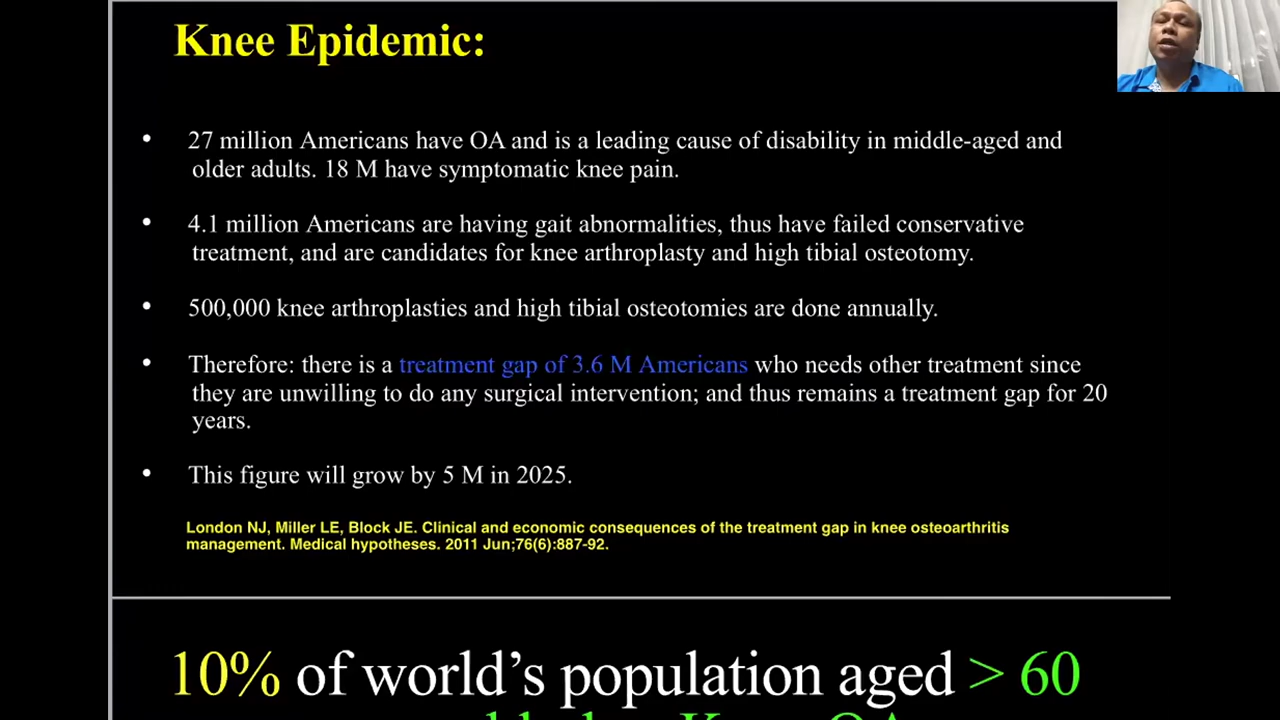 Knee Epidemic:
• 27 million Americans have OA and is a leading cause of disability in middle-aged and
older adults. 18 M have symptomatic knee pain.
• 4.1 million Americans are having gait abnormalities, thus have failed conservative
treatment, and are candidates for knee arthroplasty and high tibial osteotomy.
• 500,000 knee arthroplasties and high tibial osteotomies are done annually.
• Therefore: there is a treatment gap of 3.6 M Americans who needs other treatment since
they are unwilling to do any surgical intervention; and thus remains a treatment gap for 20
years.
• This figure will grow by 5 M in 2025.
London NJ, Miller LE, Block JE. Clinical and economic consequences of the treatment gap in knee osteoarthritis
management. Medical hypotheses. 2011 Jun;76(6):887-92.
10% of world's population aged > 60
Knee OA